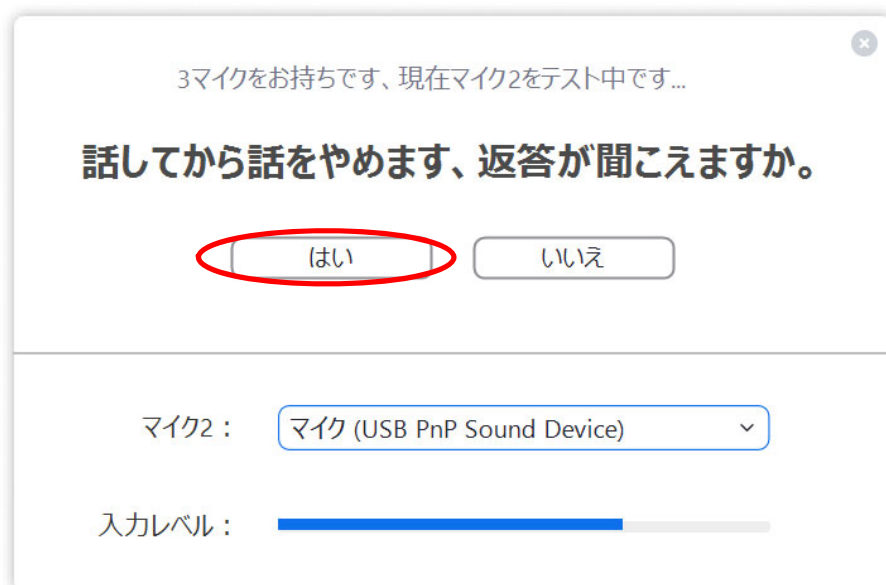 3マイクをお持ちです、現在マイク2をテスト中です...
話してから話をやめます、返答が聞こえますか。
はい
いいえ
マイク2：
マイク (USB PnP Sound Device)
入力レベル：